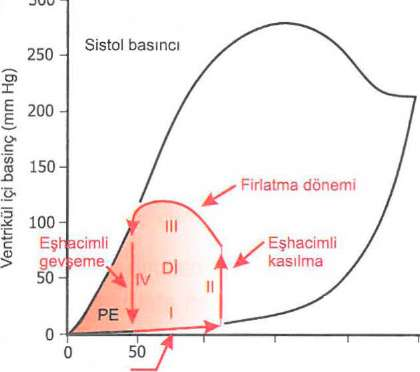 300
250
200
150
100
50
0
Ventrikül içi basınç (mm Hg)
Sistol basıncı
Fırlatma dönemi
III
Eşhacimli
gevşeme
Eşhacimli
kasılma
IV
Dİ
II
PE
I
0
50